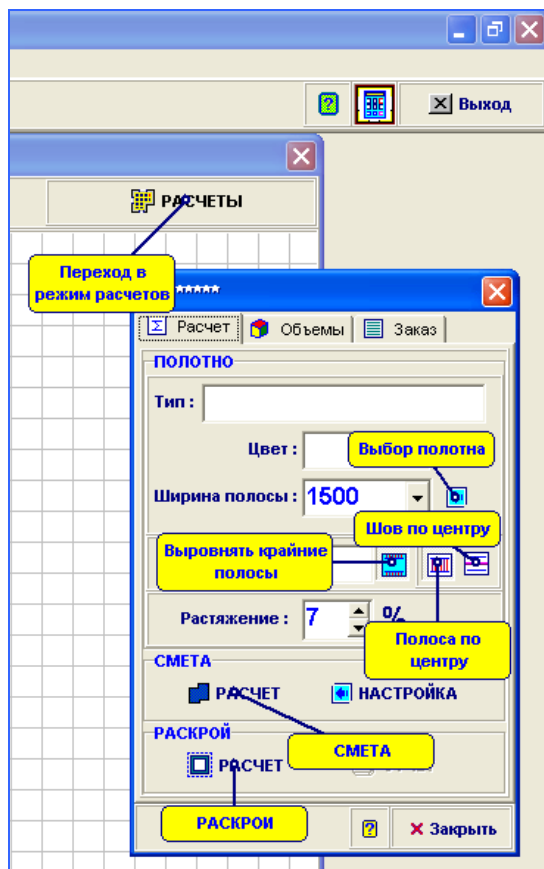 Выход
РАСЧЕТЫ
Переход в
режим расчетов
******
Расчет
Объемы
Заказ
ПОЛОТНО
Тип :
Цвет :
Выбор полотна
Ширина полосы : 1500
Шов по центру
Выровнять крайние
полосы
Растяжение : 7 %
Полоса по
центру
СМЕТА
РАСЧЕТ
НАСТРОЙКА
РАСКРОЙ
СМЕТА
РАСЧЕТ
РАСКРОИ
Закрыть